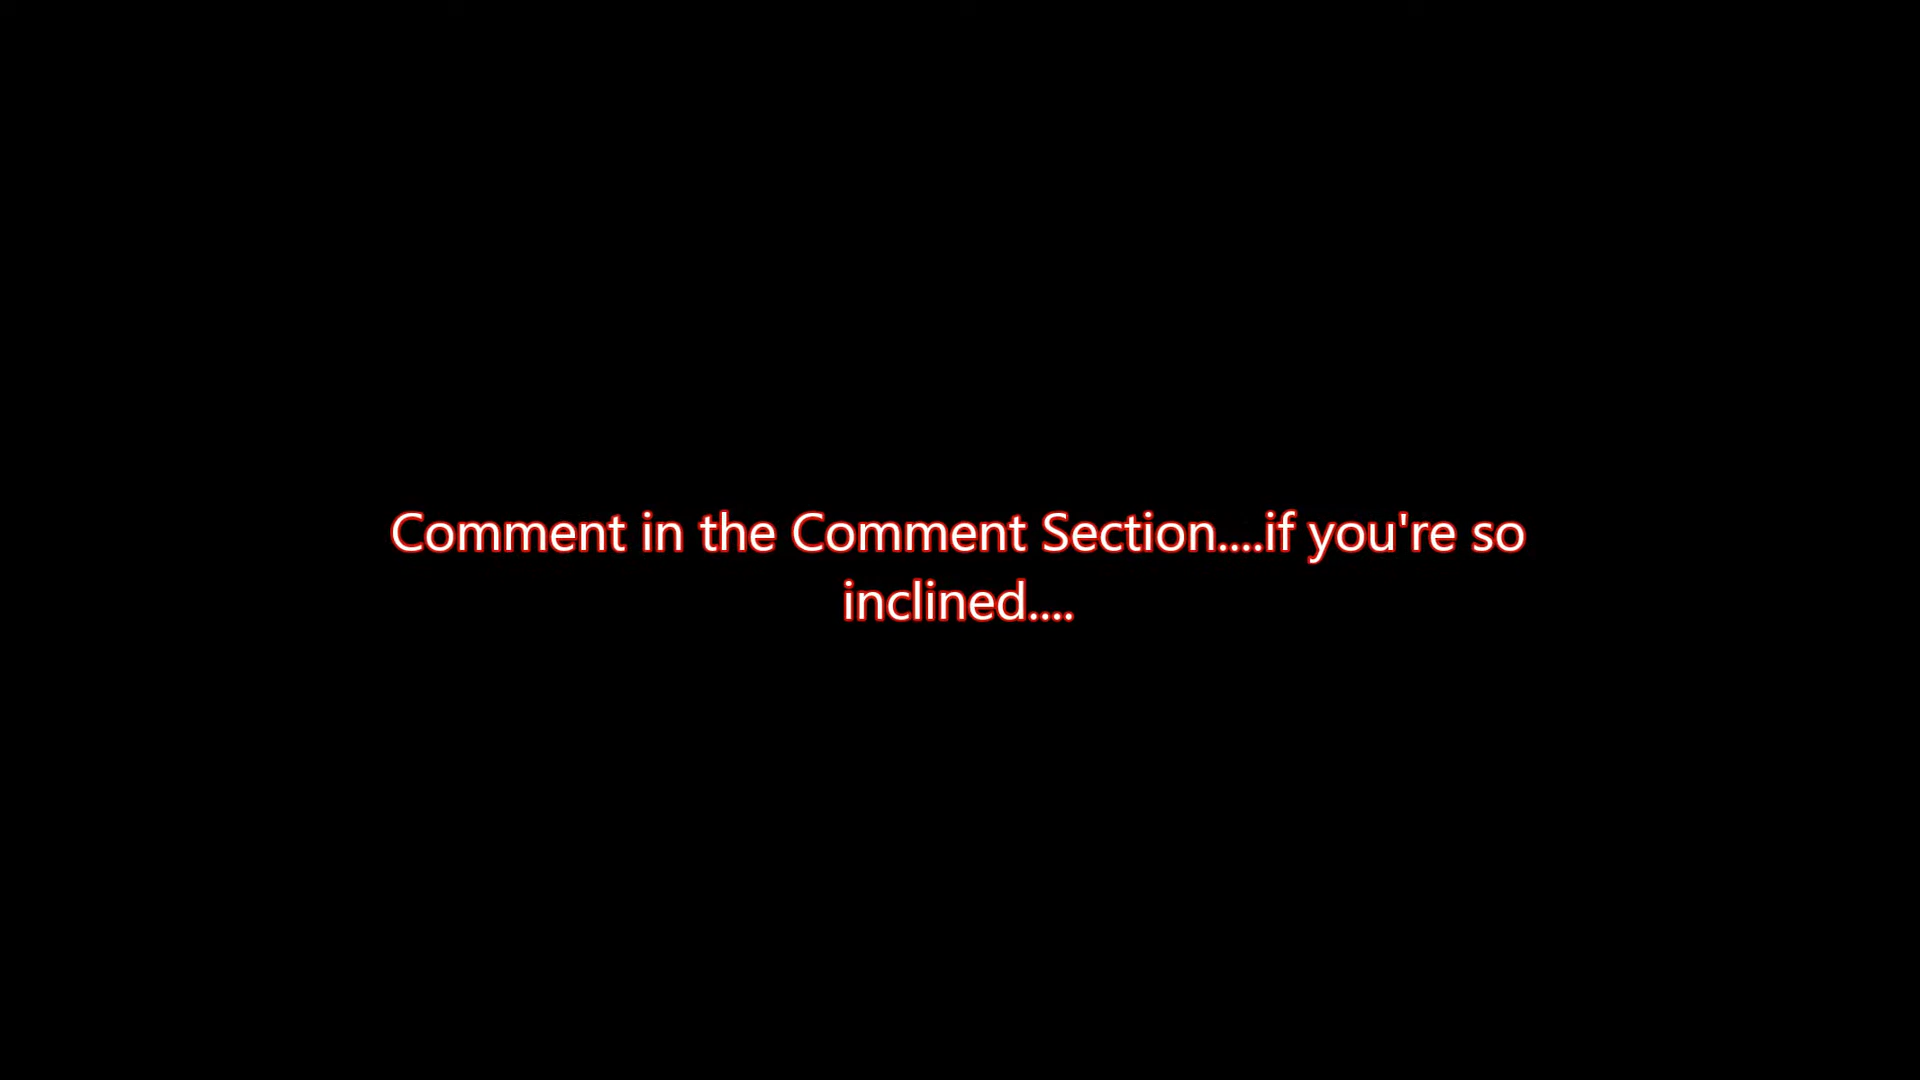 Comment in the Comment Section....if you're so
inclined....